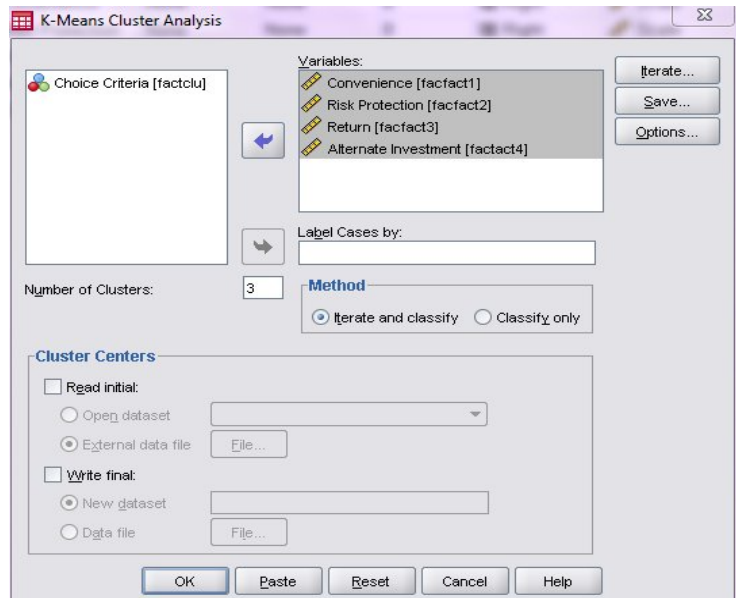 K-Means Cluster Analysis
Choice Criteria [factclu]
Variables:
Convenience [facfact1]
Risk Protection [facfact2]
Return [facfact3]
Alternate Investment [factact4]
Iterate...
Save...
Options...
Label Cases by:
Number of Clusters:
3
Method
Iterate and classify
Classify only
Cluster Centers
Read initial:
Open dataset
External data file
File...
Write final:
New dataset
Data file
File...
OK
Paste
Reset
Cancel
Help